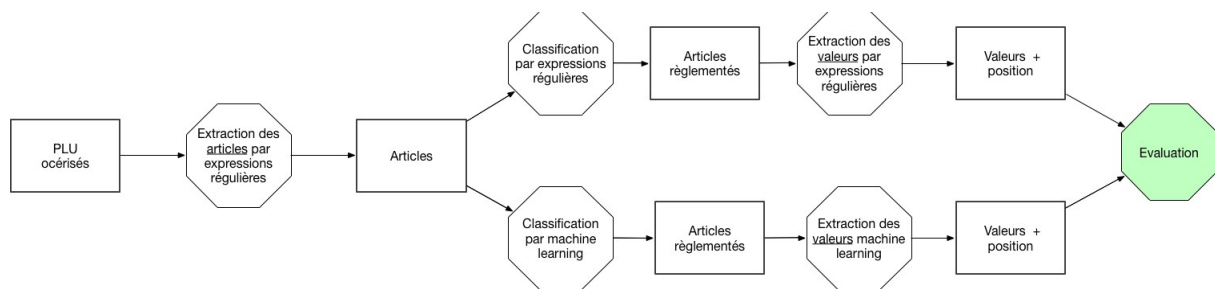 PLU
océrisés
Extraction des
articles par
expressions
régulières
Articles
Classification
par expressions
régulières
Articles
règlementés
Extraction des
valeurs par
expressions
régulières
Valeurs +
position
Classification
par machine
learning
Articles
règlementés
Extraction des
valeurs machine
learning
Valeurs +
position
Evaluation